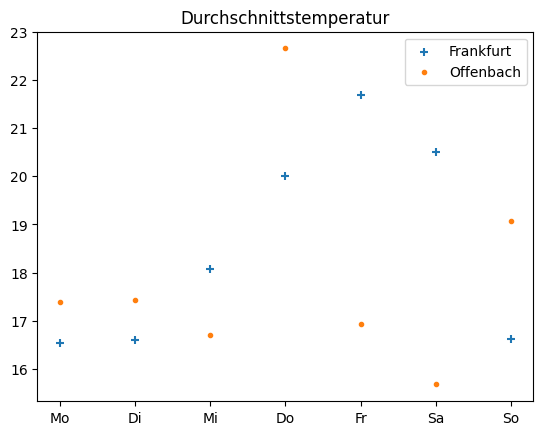 Durchschnittstemperatur
Frankfurt
Offenbach
23
22
21
20
19
18
17
16
Mo Di Mi Do Fr Sa So